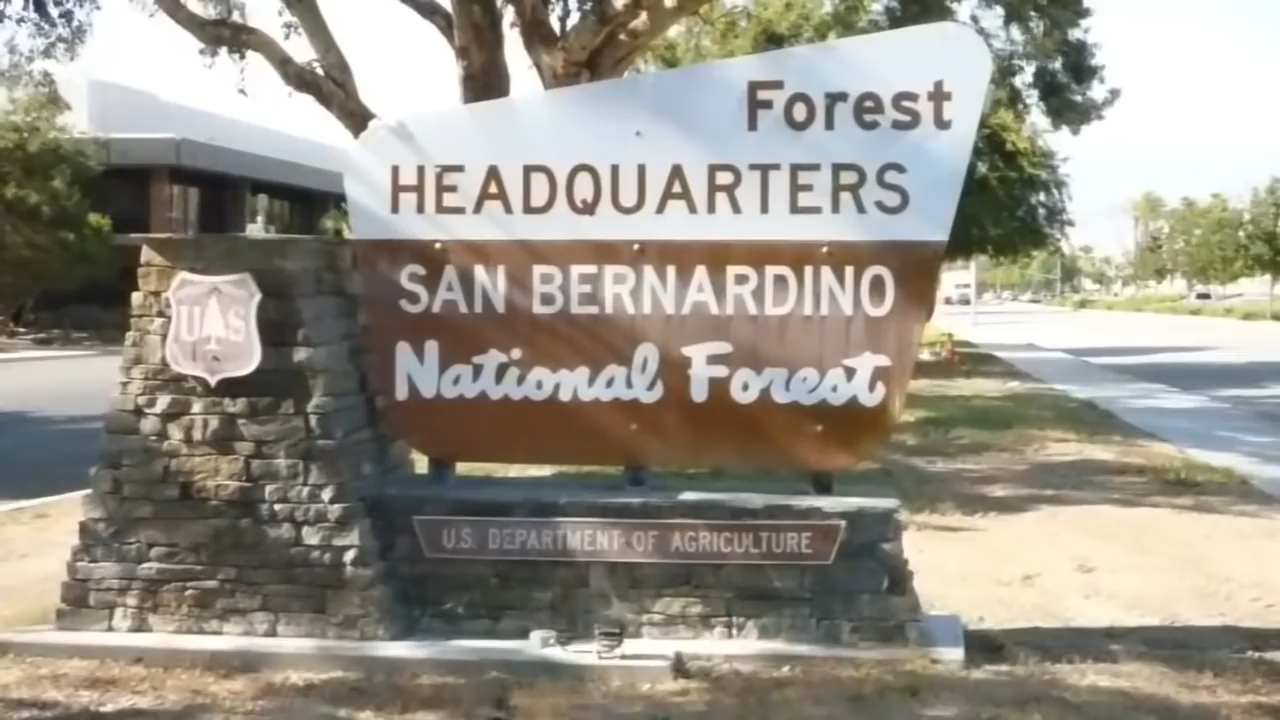 Forest
HEADQUARTERS
SAN BERNARDINO
National Forest
U S
U.S. DEPARTMENT OF AGRICULTURE